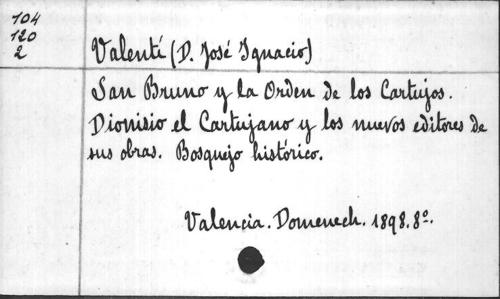 104
120
2
Valentí (D. José Ignacio)
San Bruno y la Orden de los Cartujos.
Dionisio el Cartujano y los nuevos editores de
sus obras. Bosquejo histórico.
Valencia. Domenech. 1898. 8º.